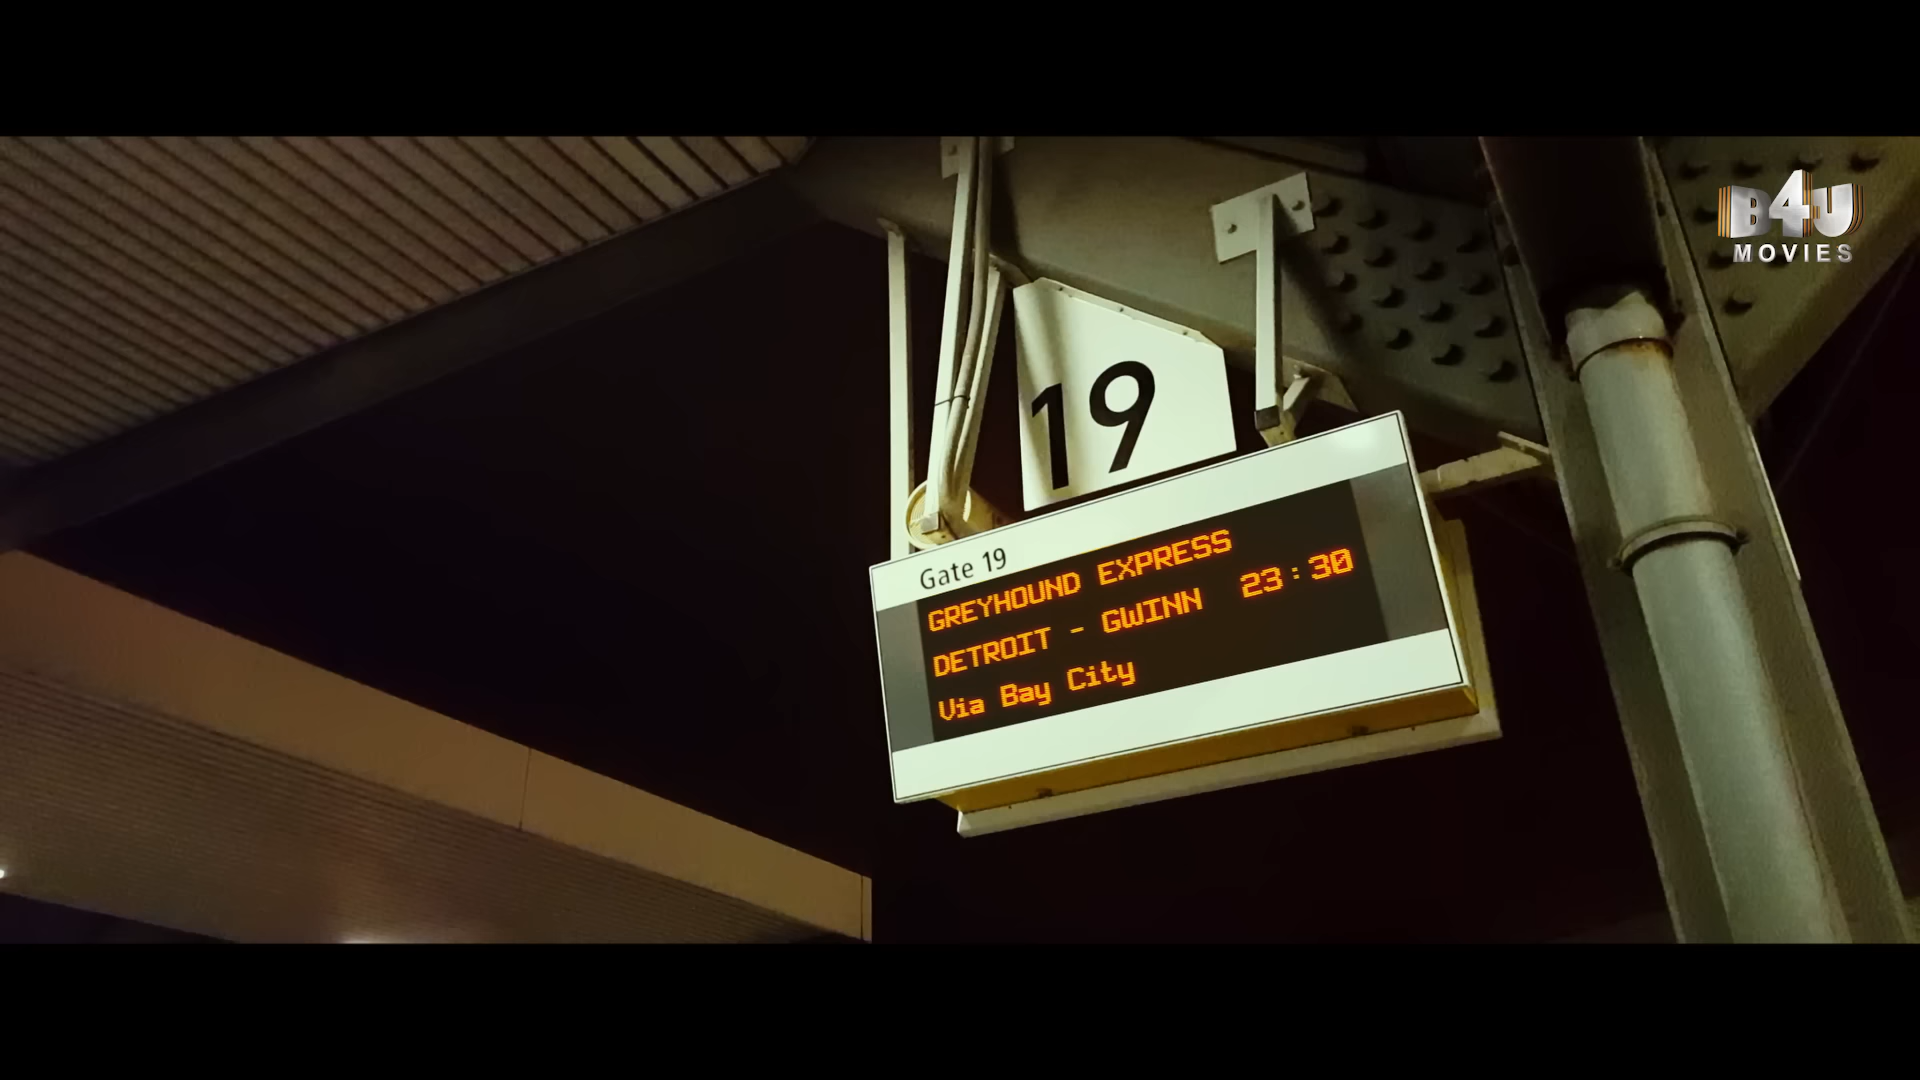 B4U
MOVIES
19
Gate 19
GREYHOUND EXPRESS
DETROIT - GWINN 23:30
Via Bay City